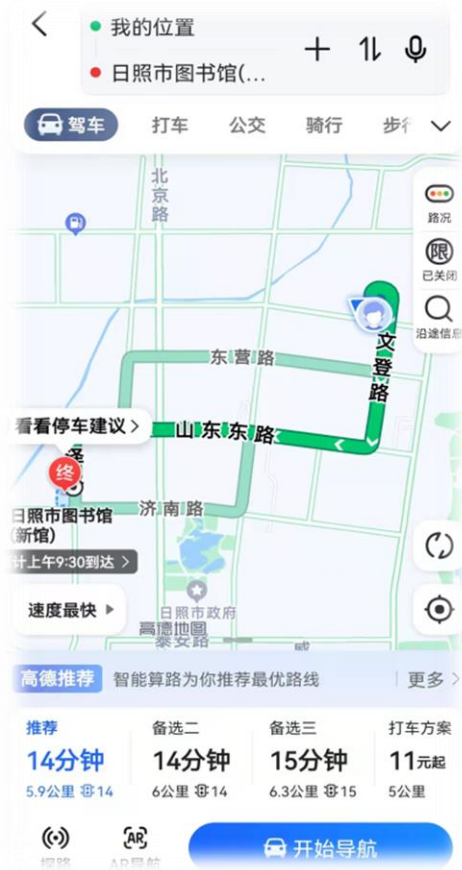 我的位置
日照市图书馆(...
驾车 打车 公交 骑行 步行
北京路
路况
限
已关闭
沿途信息
文登路
东营路
看看停车建议
山东东路
终
日照市图书馆
(新馆)
济南路
计上午9:30到达
速度最快
日照市政府
高德地图
泰安路
高德推荐 智能算路为你推荐最优路线 更多
推荐 备选二 备选三 打车方案
14分钟 14分钟 15分钟 11元起
5.9公里 14 6公里 14 6.3公里 15 5公里
探路 AR导航 开始导航
AR